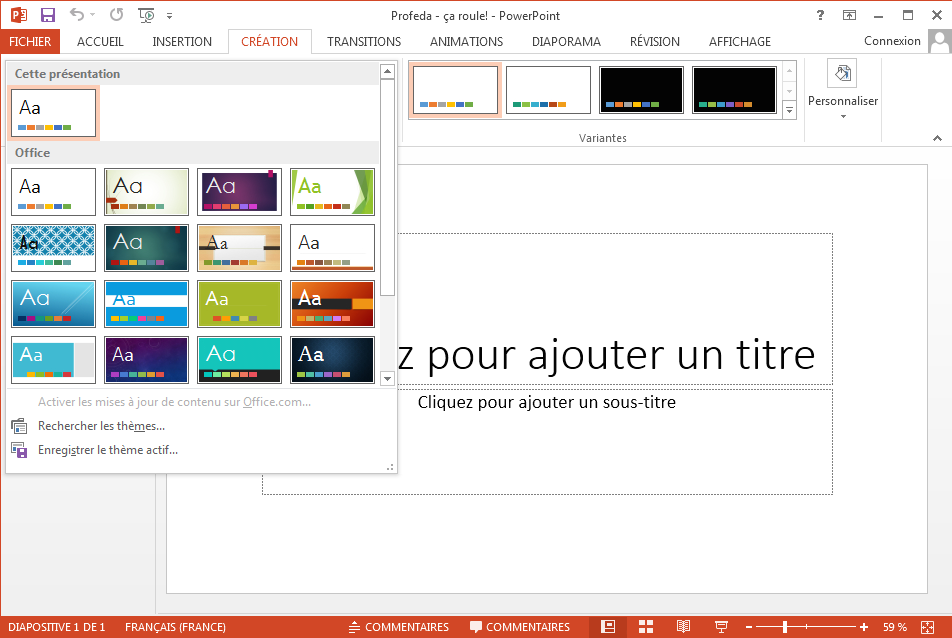 Profeda - ça roule! - PowerPoint
?
FICHIER ACCUEIL INSERTION CRÉATION TRANSITIONS ANIMATIONS DIAPORAMA RÉVISION AFFICHAGE Connexion
Cette présentation
Aa
Office
Aa Aa Aa Aa
Aa Aa Aa Aa
Aa Aa Aa Aa
Aa Aa Aa Aa
Activer les mises à jour de contenu sur Office.com...
Rechercher les thèmes...
Enregistrer le thème actif...
Personnaliser
Variantes
z pour ajouter un titre
Cliquez pour ajouter un sous-titre
DIAPOSITIVE 1 DE 1 FRANÇAIS (FRANCE) COMMENTAIRES COMMENTAIRES 59 %